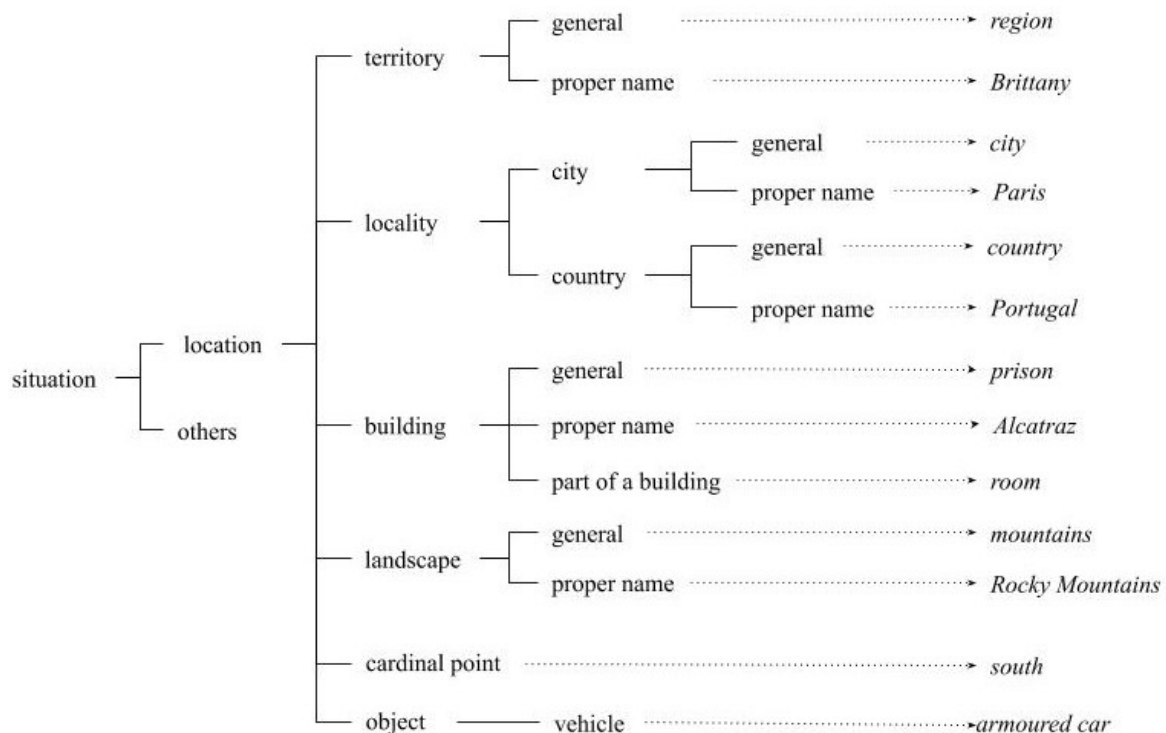 general region
territory
proper name Brittany
general city
city
proper name Paris
locality
general country
country
proper name Portugal
location
general prison
situation
others
building proper name Alcatraz
part of a building room
general mountains
landscape
proper name Rocky Mountains
cardinal point south
object vehicle armoured car